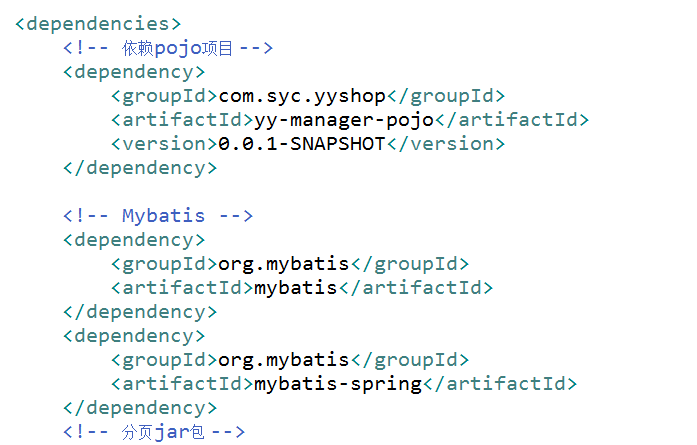 <dependencies>
<!-- 依赖pojo项目 -->
<dependency>
<groupId>com.syc.yyshop</groupId>
<artifactId>yy-manager-pojo</artifactId>
<version>0.0.1-SNAPSHOT</version>
</dependency>
<!-- Mybatis -->
<dependency>
<groupId>org.mybatis</groupId>
<artifactId>mybatis</artifactId>
</dependency>
<dependency>
<groupId>org.mybatis</groupId>
<artifactId>mybatis-spring</artifactId>
</dependency>
<!-- 分页jar包 -->